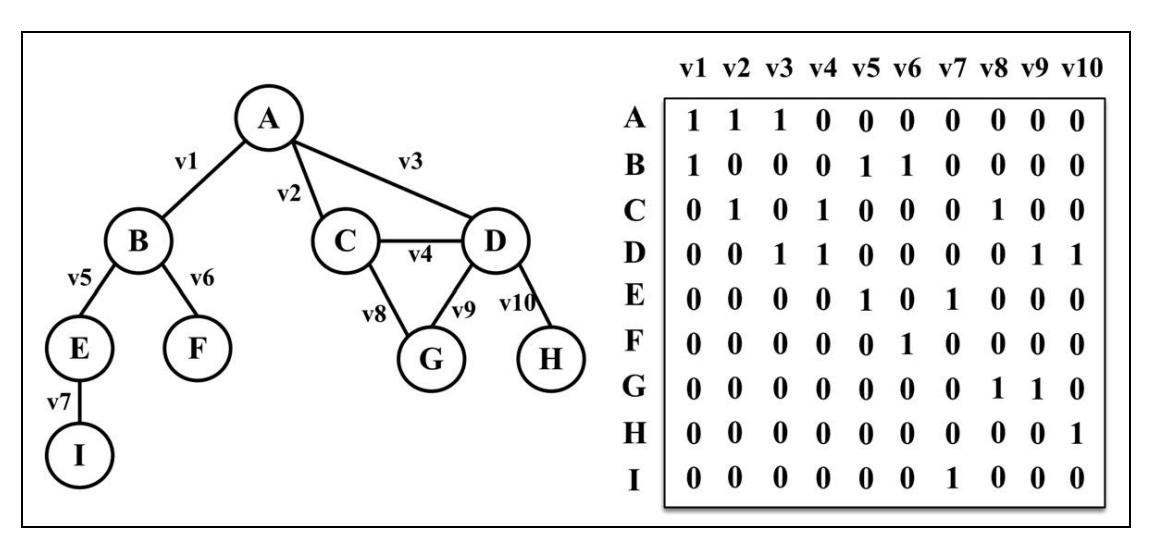 A
v1
v3
v2
B
C
D
v4
v5
v6
v8
v9
v10
E
F
G
H
v7
I
v1 v2 v3 v4 v5 v6 v7 v8 v9 v10
A 1 1 1 0 0 0 0 0 0 0
B 1 0 0 0 1 1 0 0 0 0
C 0 1 0 1 0 0 0 1 0 0
D 0 0 1 1 0 0 0 0 1 1
E 0 0 0 0 1 0 1 0 0 0
F 0 0 0 0 0 1 0 0 0 0
G 0 0 0 0 0 0 0 1 1 0
H 0 0 0 0 0 0 0 0 0 1
I 0 0 0 0 0 0 1 0 0 0